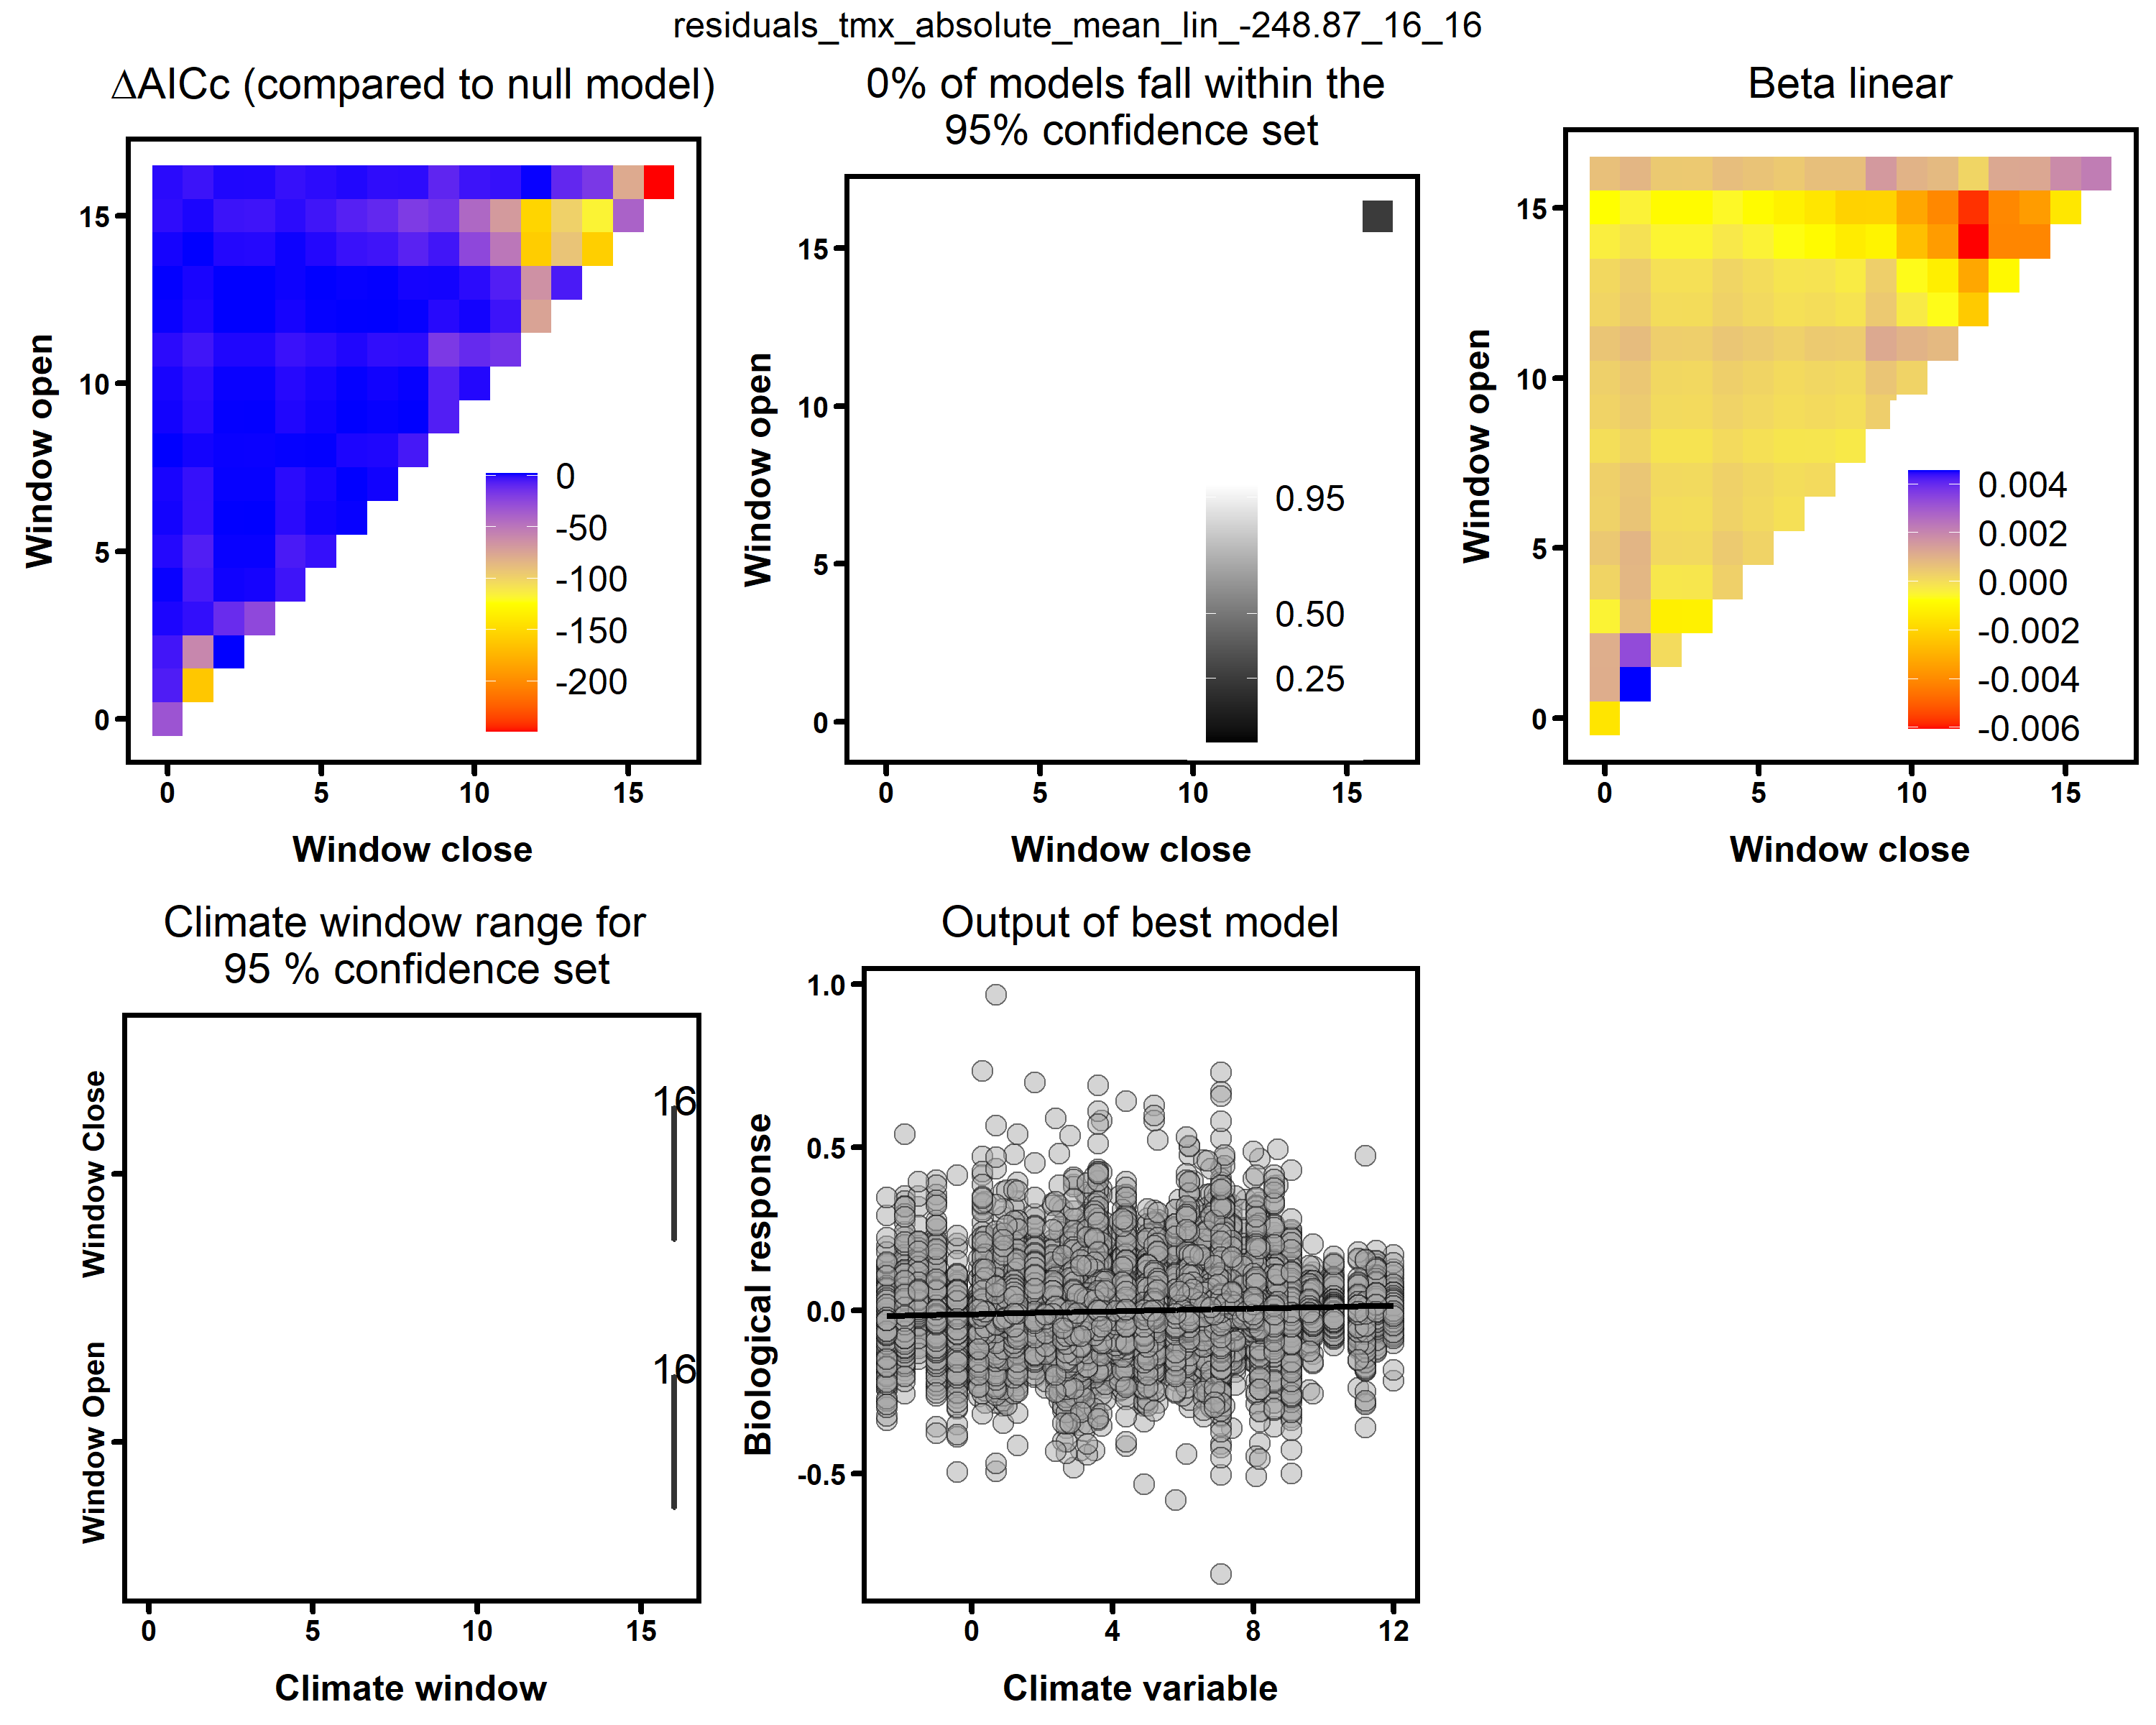 residuals_tmx_absolute_mean_lin_-248.87_16_16
ΔAICc (compared to null model)
Window open
15
10
5
0
0
-50
-100
-150
-200
0 5 10 15
Window close
0% of models fall within the
95% confidence set
Window open
15
10
5
0
0.95
0.50
0.25
0 5 10 15
Window close
Beta linear
Window open
15
10
5
0
0.004
0.002
0.000
-0.002
-0.004
-0.006
0 5 10 15
Window close
Climate window range for
95 % confidence set
Window Close
Window Open
16
16
0 5 10 15
Climate window
Output of best model
Biological response
1.0
0.5
0.0
-0.5
0 4 8 12
Climate variable